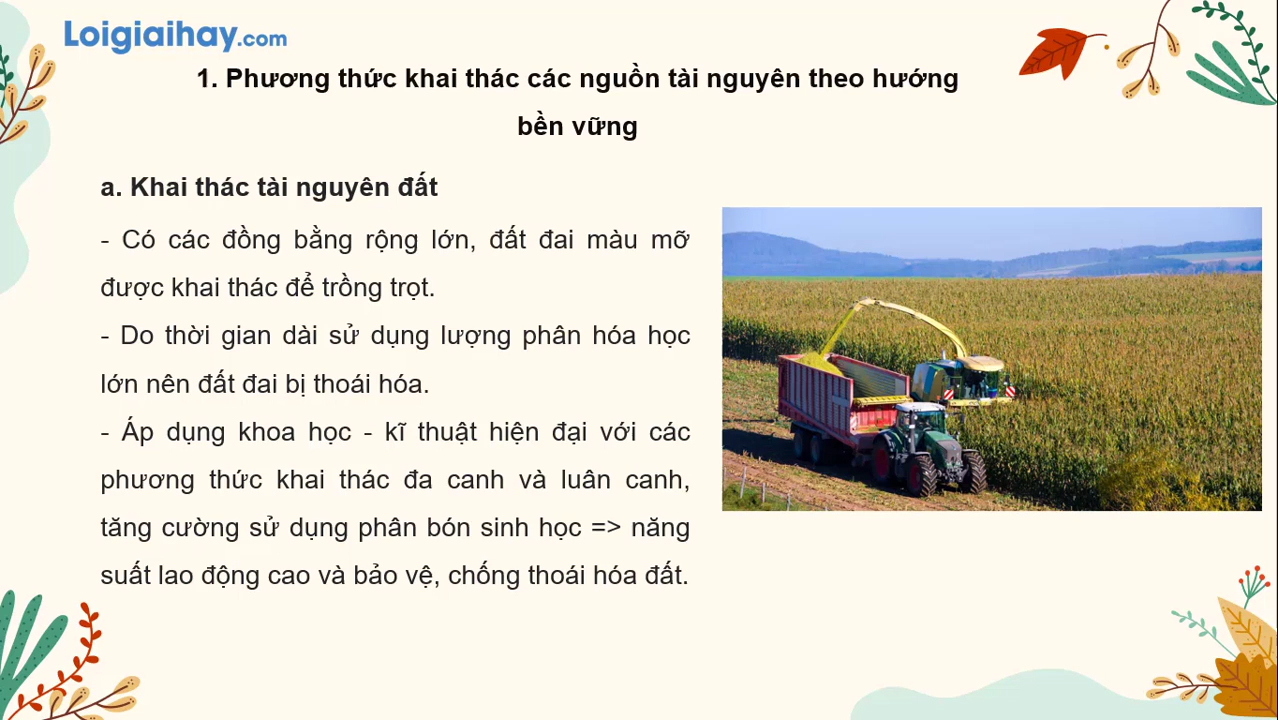 Loigiaihay.com
1. Phương thức khai thác các nguồn tài nguyên theo hướng
bền vững
a. Khai thác tài nguyên đất
- Có các đồng bằng rộng lớn, đất đai màu mỡ
được khai thác để trồng trọt.
- Do thời gian dài sử dụng lượng phân hóa học
lớn nên đất đai bị thoái hóa.
- Áp dụng khoa học - kĩ thuật hiện đại với các
phương thức khai thác đa canh và luân canh,
tăng cường sử dụng phân bón sinh học => năng
suất lao động cao và bảo vệ, chống thoái hóa đất.